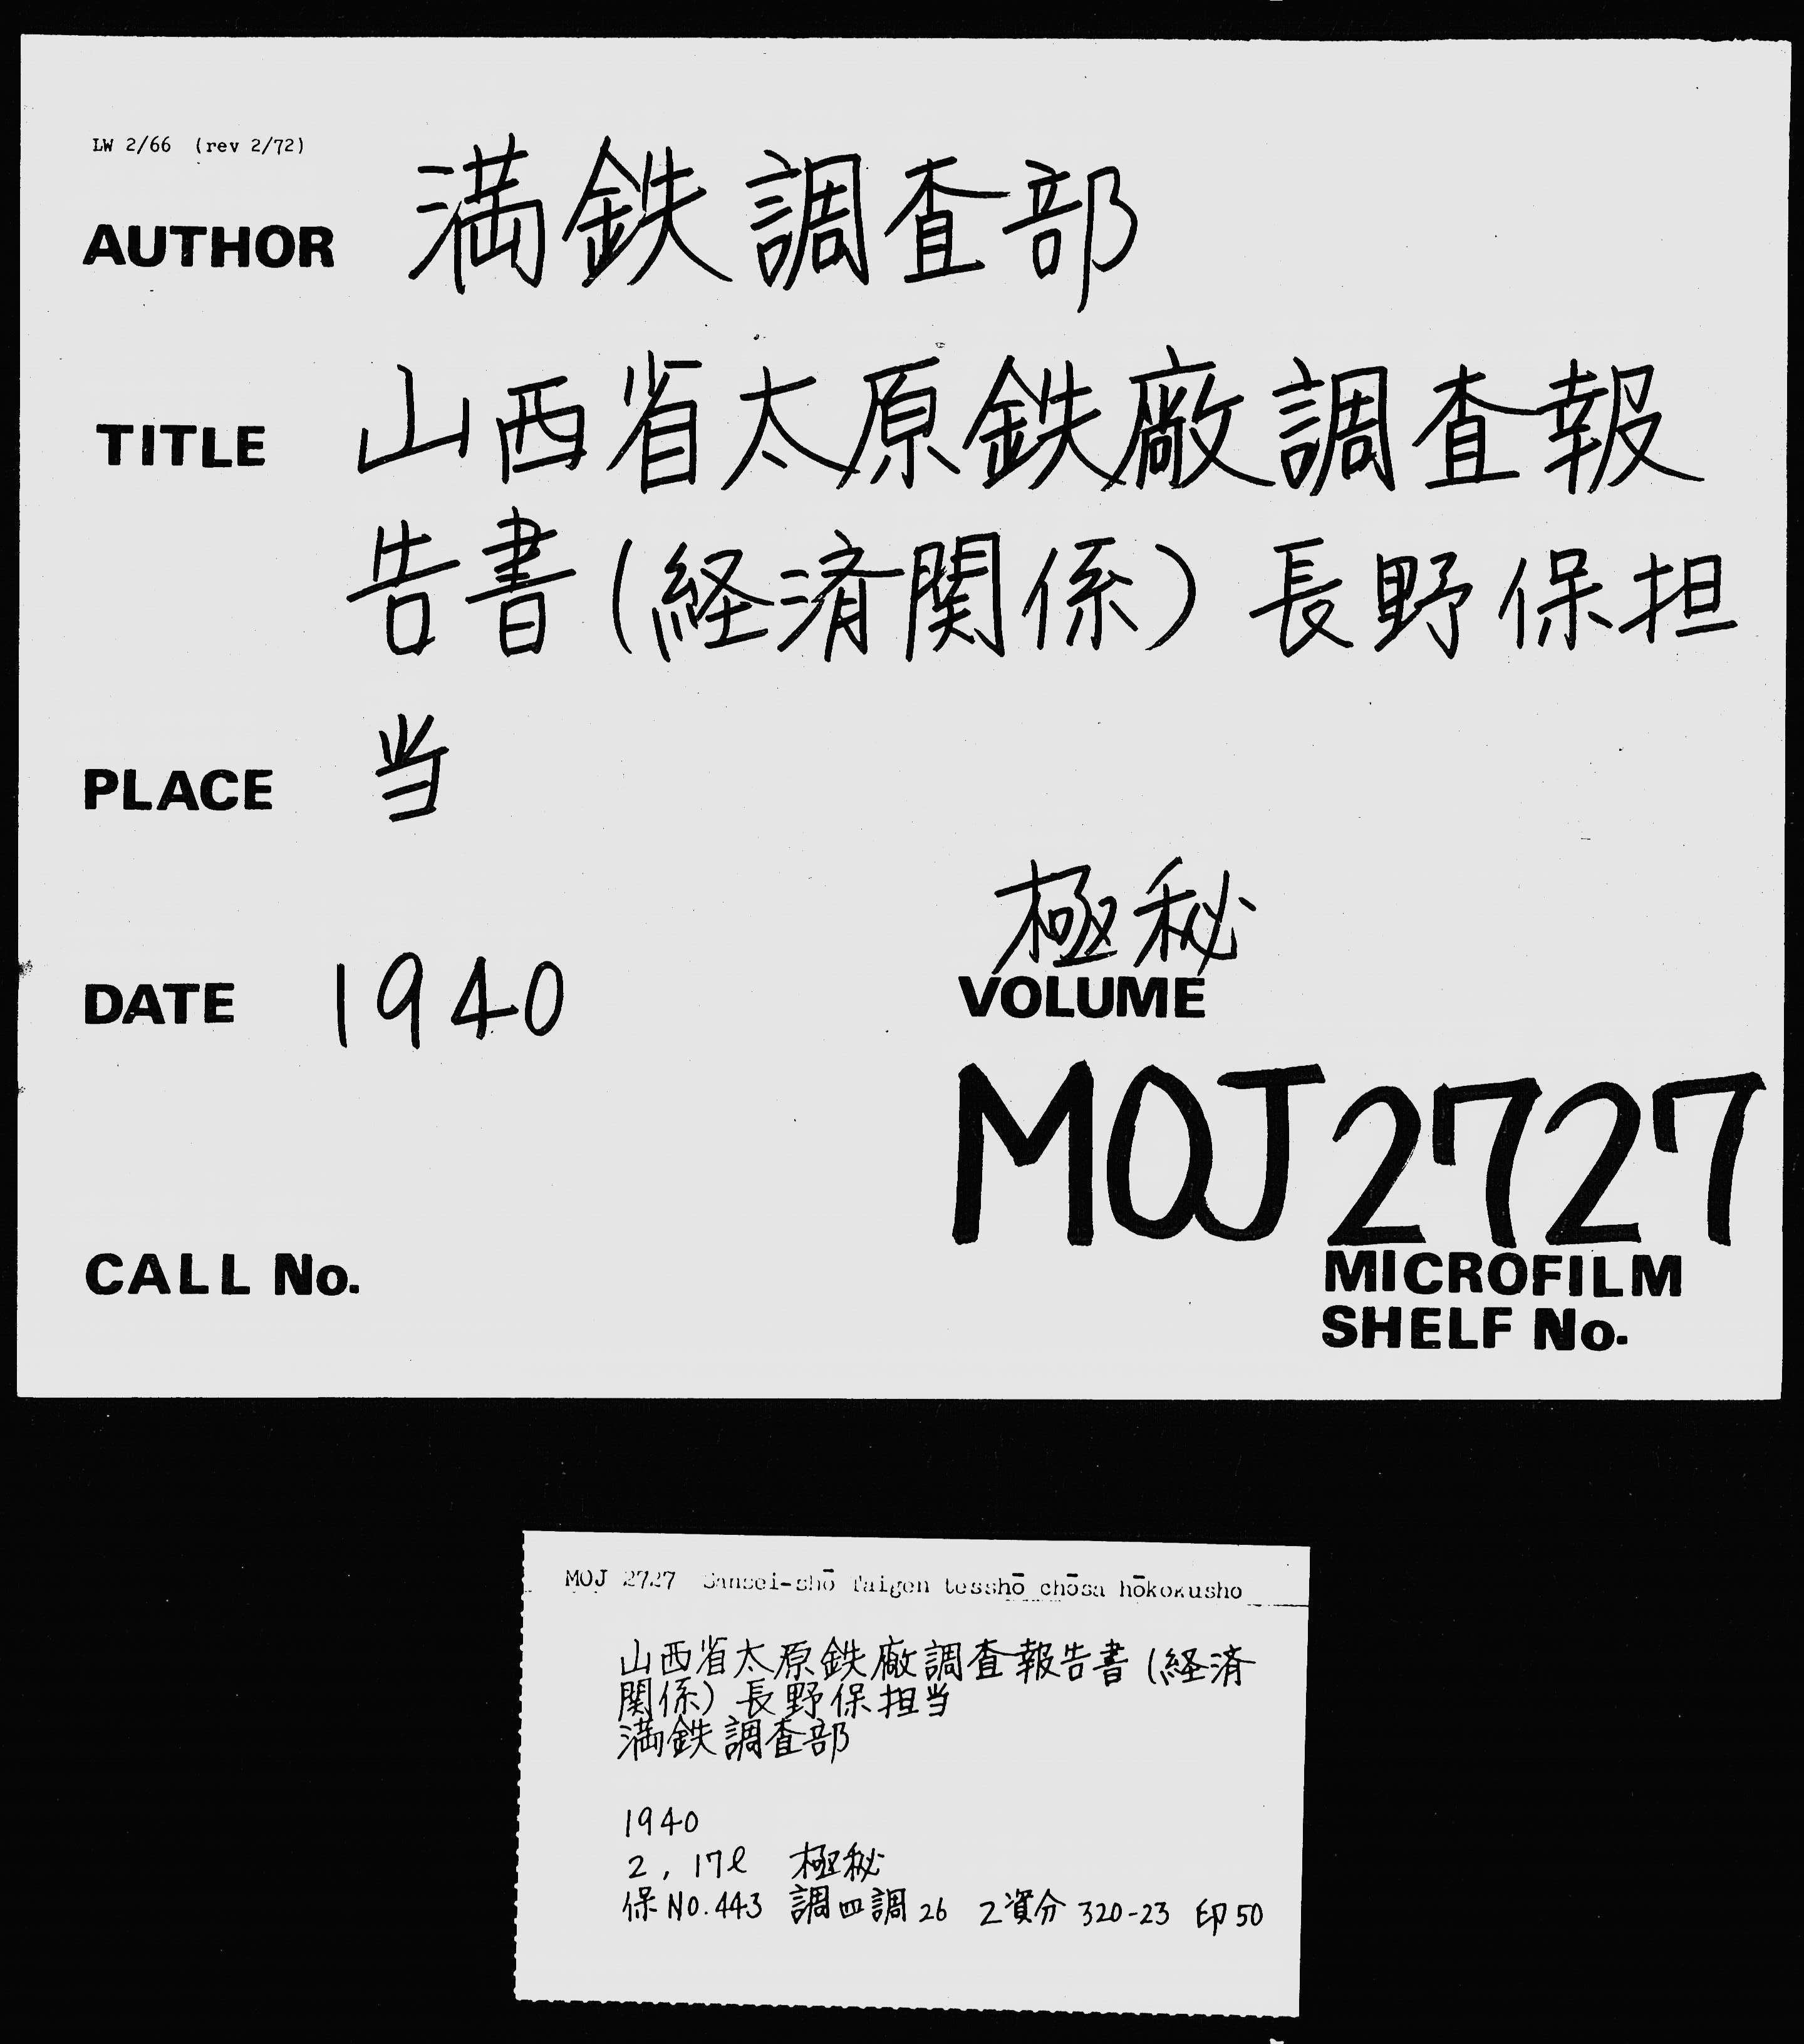 LW 2/66 (rev 2/72)
AUTHOR 満鉄調査部
TITLE 山西省太原鉄廠調査報
告書(経済関係)長野保担
PLACE 当
極秘
DATE 1940 VOLUME
MOJ 2727
CALL No. MICROFILM
SHELF No.
MOJ 2727 Sansei-shō Taigen tesshō chōsa hōkokusho
山西省太原鉄廠調査報告書(経済
関係)長野保担当
満鉄調査部
1940
2, 17ℓ 極秘
保No.443 調四調26 乙資分320-23 印50